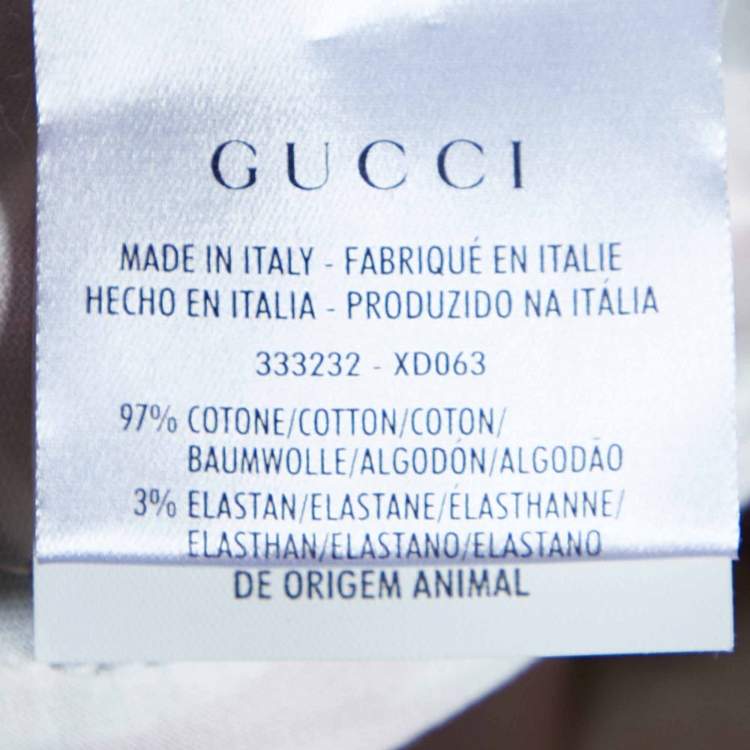 GUCCI
MADE IN ITALY - FABRIQUÉ EN ITALIE
HECHO EN ITALIA - PRODUZIDO NA ITÁLIA
333232 - XD063
97% COTONE/COTTON/COTON/
BAUMWOLLE/ALGODÓN/ALGODÃO
3% ELASTAN/ELASTANE/ÉLASTHANNE/
ELASTHAN/ELASTANO/ELASTANO
DE ORIGEM ANIMAL